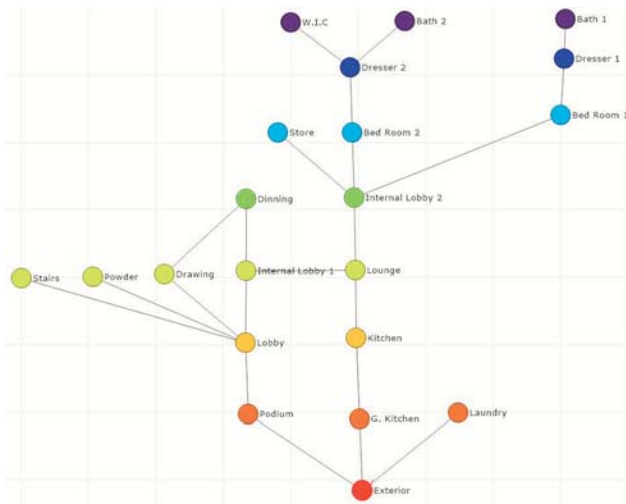 W.I.C
Bath 2
Bath 1
Dresser 2
Dresser 1
Bed Room 1
Store
Bed Room 2
Dinning
Internal Lobby 2
Stairs
Powder
Drawing
Internal Lobby 1
Lounge
Lobby
Kitchen
Podium
G. Kitchen
Laundry
Exterior